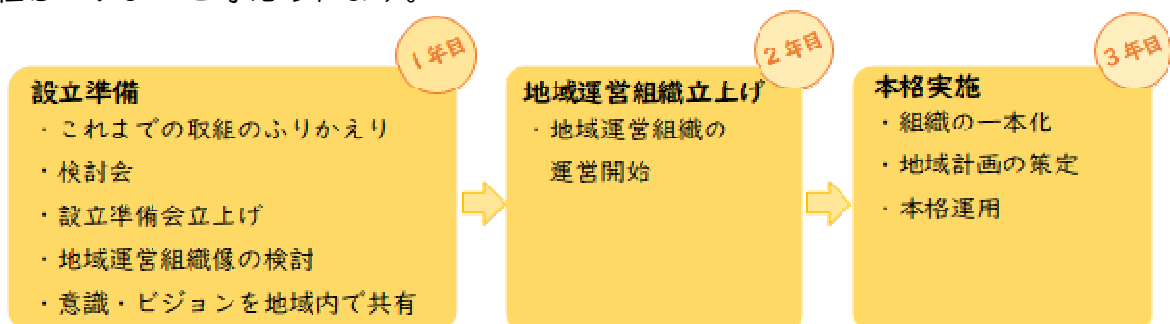 1年目
設立準備
・これまでの取組のふりかえり
・検討会
・設立準備会立上げ
・地域運営組織像の検討
・意識・ビジョンを地域内で共有
2年目
地域運営組織立上げ
・地域運営組織の
運営開始
3年目
本格実施
・組織の一本化
・地域計画の策定
・本格運用